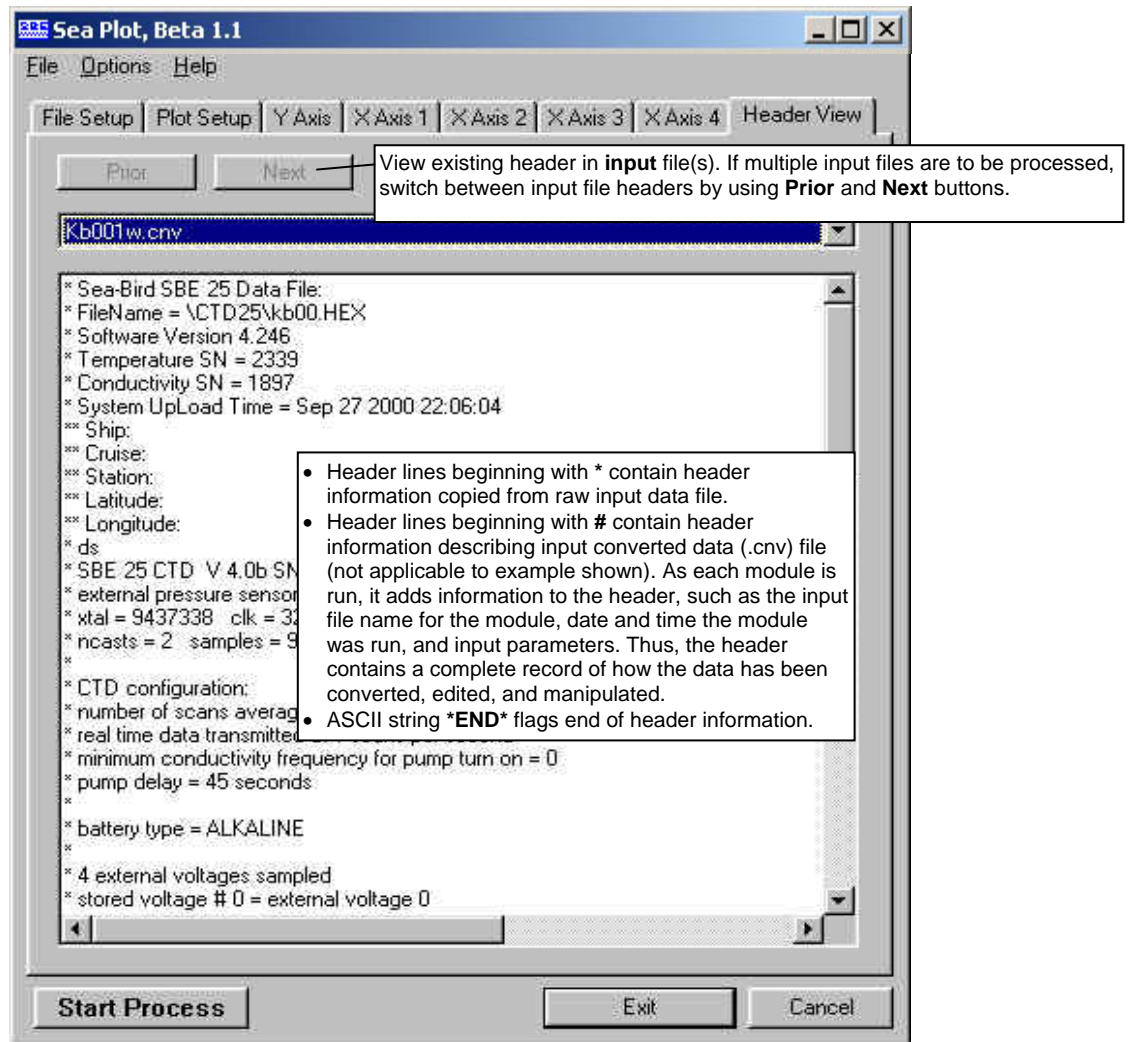 SBE Sea Plot, Beta 1.1
File Options Help
File Setup Plot Setup Y Axis X Axis 1 X Axis 2 X Axis 3 X Axis 4 Header View
Prior Next
View existing header in input file(s). If multiple input files are to be processed,
switch between input file headers by using Prior and Next buttons.
Kb001w.cnv
* Sea-Bird SBE 25 Data File:
* FileName = \CTD25\kb00.HEX
* Software Version 4.246
* Temperature SN = 2339
* Conductivity SN = 1897
* System UpLoad Time = Sep 27 2000 22:06:04
** Ship:
** Cruise:
** Station:
** Latitude:
** Longitude:
* ds
* SBE 25 CTD V 4.0b SN
* external pressure sensor
* xtal = 9437338 clk = 32
* ncasts = 2 samples = 9
*
* CTD configuration:
* number of scans averag
* real time data transmitted
* minimum conductivity frequency for pump turn on = 0
* pump delay = 45 seconds
*
* battery type = ALKALINE
*
* 4 external voltages sampled
* stored voltage # 0 = external voltage 0
• Header lines beginning with * contain header
information copied from raw input data file.
• Header lines beginning with # contain header
information describing input converted data (.cnv) file
(not applicable to example shown). As each module is
run, it adds information to the header, such as the input
file name for the module, date and time the module
was run, and input parameters. Thus, the header
contains a complete record of how the data has been
converted, edited, and manipulated.
• ASCII string *END* flags end of header information.
Start Process Exit Cancel